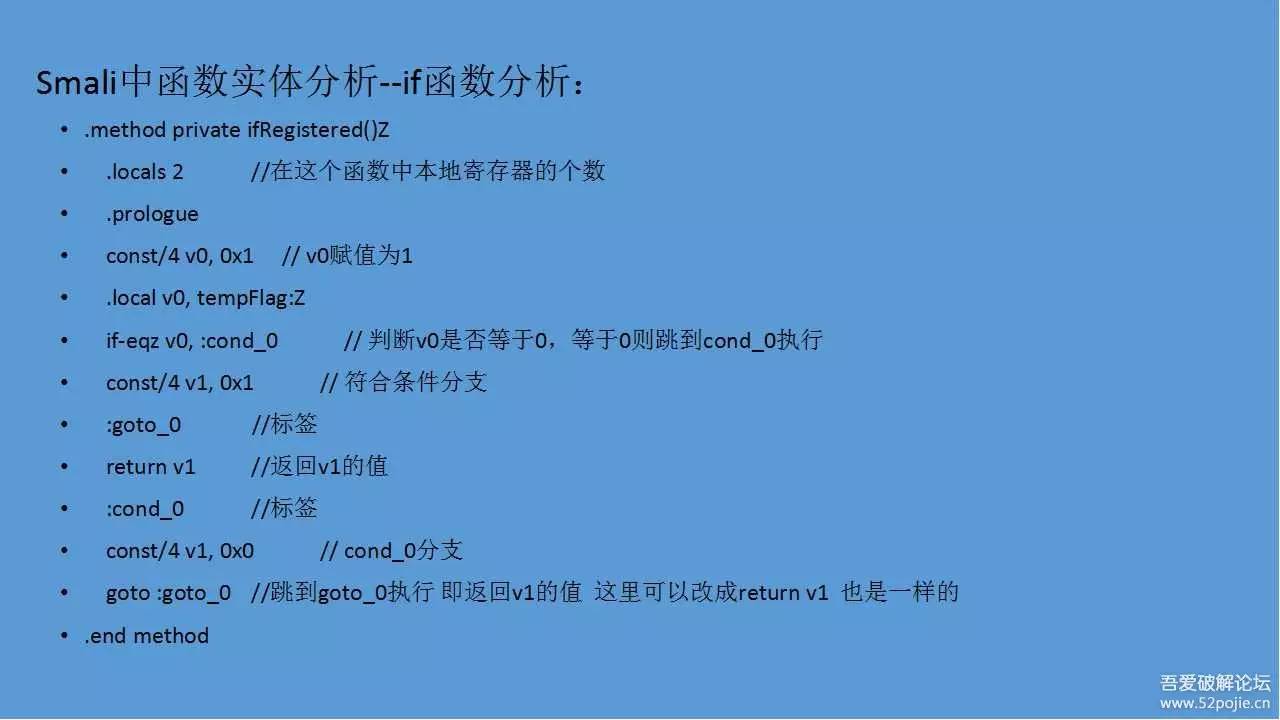 Smali中函数实体分析--if函数分析：
• .method private ifRegistered()Z
• .locals 2 //在这个函数中本地寄存器的个数
• .prologue
• const/4 v0, 0x1 // v0赋值为1
• .local v0, tempFlag:Z
• if-eqz v0, :cond_0 // 判断v0是否等于0，等于0则跳到cond_0执行
• const/4 v1, 0x1 // 符合条件分支
• :goto_0 //标签
• return v1 //返回v1的值
• :cond_0 //标签
• const/4 v1, 0x0 // cond_0分支
• goto :goto_0 //跳到goto_0执行 即返回v1的值 这里可以改成return v1 也是一样的
• .end method
吾爱破解论坛
www.52pojie.cn